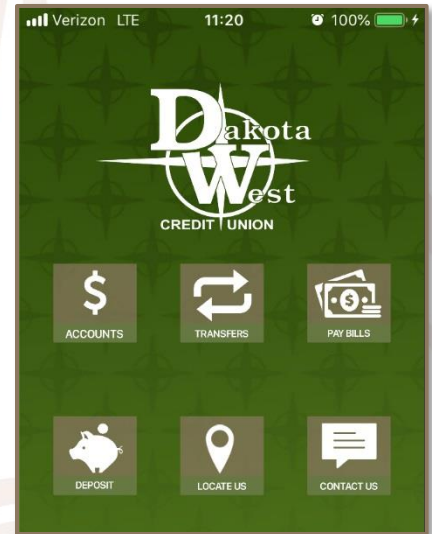 Verizon LTE 11:20 100%
Dakota
West
CREDIT UNION
$
ACCOUNTS TRANSFERS $ PAY BILLS
DEPOSIT LOCATE US CONTACT US